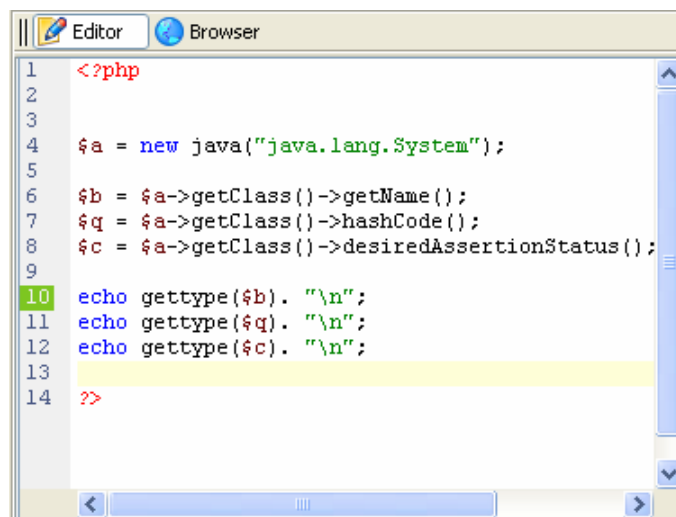 Editor Browser
1 <?php
2
3
4 $a = new java("java.lang.System");
5
6 $b = $a->getClass()->getName();
7 $q = $a->getClass()->hashCode();
8 $c = $a->getClass()->desiredAssertionStatus();
9
10 echo gettype($b). "\n";
11 echo gettype($q). "\n";
12 echo gettype($c). "\n";
13
14 ?>